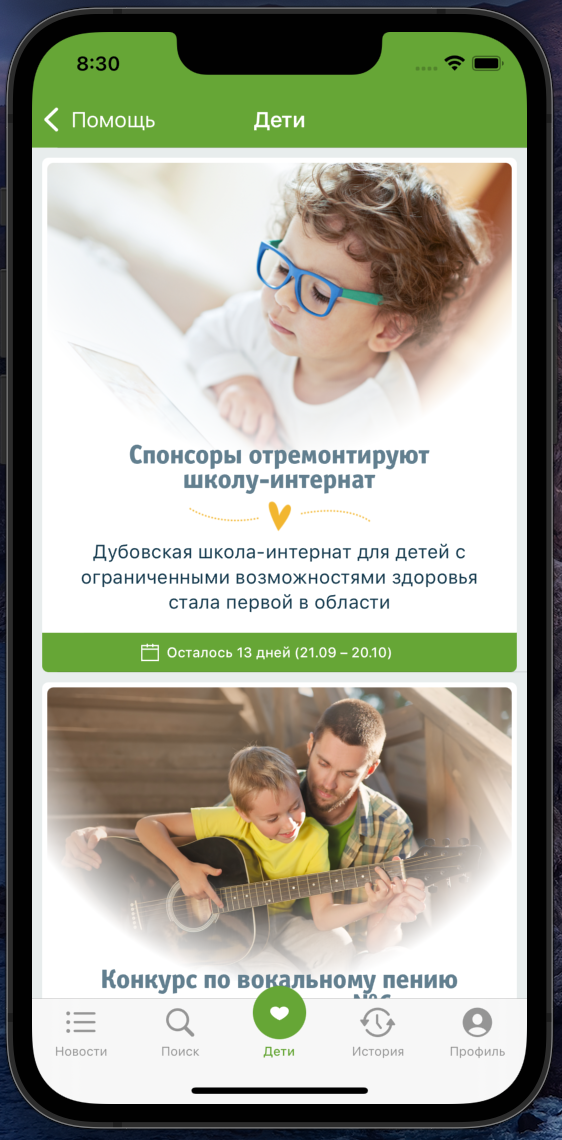 8:30
Помощь
Дети
Спонсоры отремонтируют
школу-интернат
Дубовская школа-интернат для детей с
ограниченными возможностями здоровья
стала первой в области
Осталось 13 дней (21.09 – 20.10)
Конкурс по вокальному пению
№6
Новости
Поиск
Дети
История
Профиль